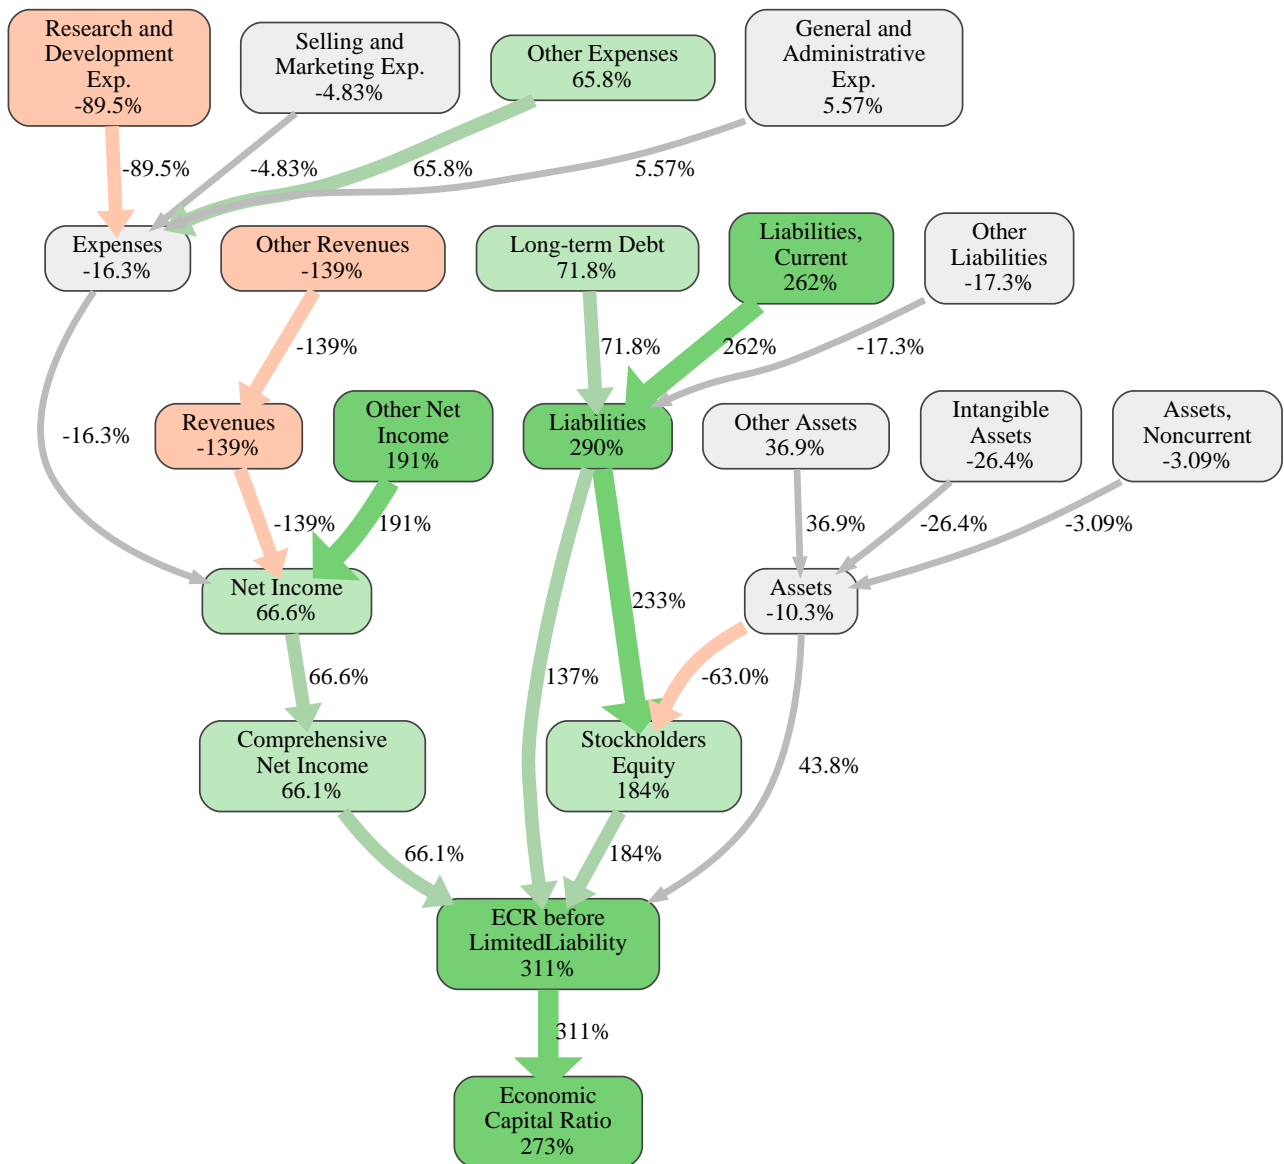 Research and
Development
Exp.
-89.5%
Selling and
Marketing Exp.
-4.83%
Other Expenses
65.8%
General and
Administrative
Exp.
5.57%
-89.5%
-4.83%
65.8%
5.57%
Expenses
-16.3%
Other Revenues
-139%
Long-term Debt
71.8%
Liabilities,
Current
262%
Other
Liabilities
-17.3%
-139%
71.8%
262%
-17.3%
-16.3%
Revenues
-139%
Other Net
Income
191%
Liabilities
290%
Other Assets
36.9%
Intangible
Assets
-26.4%
Assets,
Noncurrent
-3.09%
-139%
191%
36.9%
-26.4%
-3.09%
Net Income
66.6%
233%
Assets
-10.3%
66.6%
137%
-63.0%
Comprehensive
Net Income
66.1%
Stockholders
Equity
184%
43.8%
66.1%
184%
ECR before
LimitedLiability
311%
311%
Economic
Capital Ratio
273%